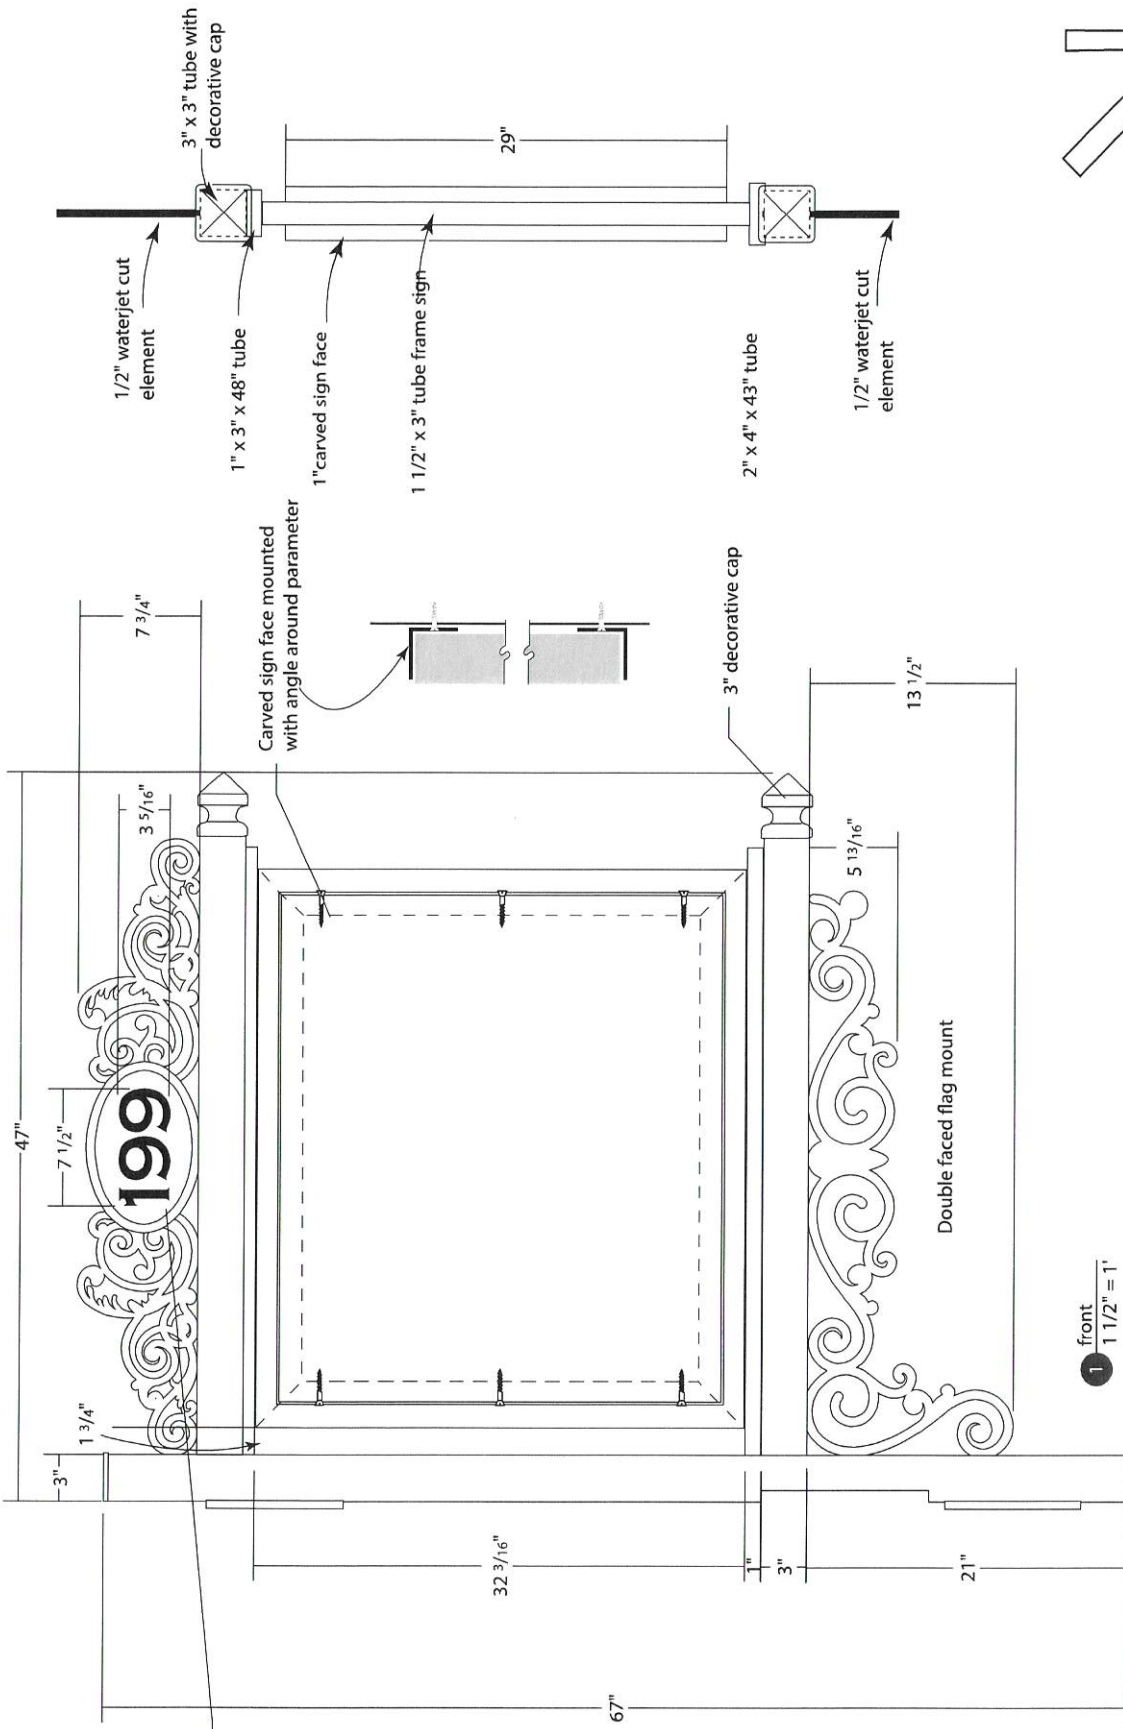 47"
7 1/2"
3"
1 3/4"
199
3 5/16"
7 3/4"
Carved sign face mounted
with angle around parameter
3" decorative cap
32 3/16"
1"
3"
21"
67"
5 13/16"
13 1/2"
Double faced flag mount
1
front
1 1/2" = 1'
1/2" waterjet cut
element
3" x 3" tube with
decorative cap
1" x 3" x 48" tube
1"carved sign face
1 1/2" x 3" tube frame sign
29"
2" x 4" x 43" tube
1/2" waterjet cut
element